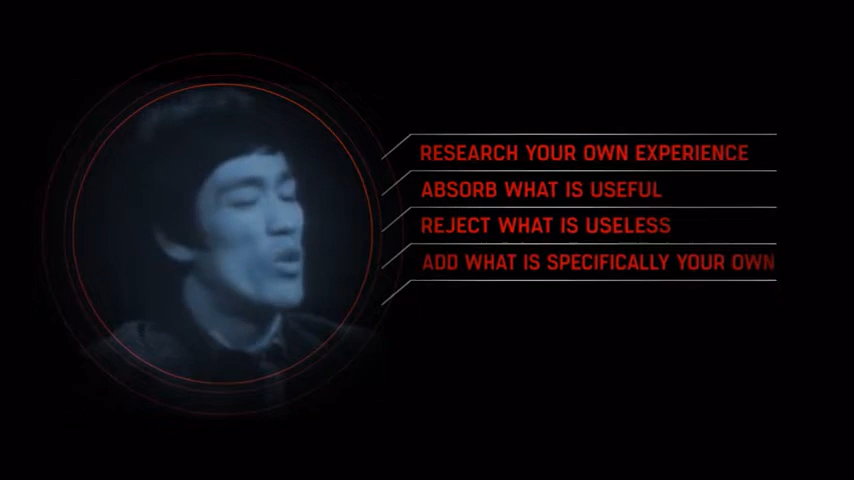 RESEARCH YOUR OWN EXPERIENCE
ABSORB WHAT IS USEFUL
REJECT WHAT IS USELESS
ADD WHAT IS SPECIFICALLY YOUR OWN